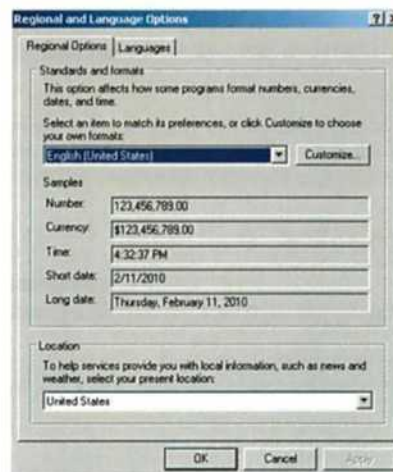 Regional and Language Options
Regional Options
Languages
Standards and formats
This option affects how some programs format numbers, currencies,
dates, and time.
Select an item to match its preferences, or click Customize to choose
your own formats:
English (United States)
Customize...
Samples
Number: 123,456,789.00
Currency: $123,456,789.00
Time: 4:32:37 PM
Short date: 2/11/2010
Long date: Thursday, February 11, 2010
Location
To help services provide you with local information, such as news and
weather, select your present location:
United States
OK
Cancel
Apply